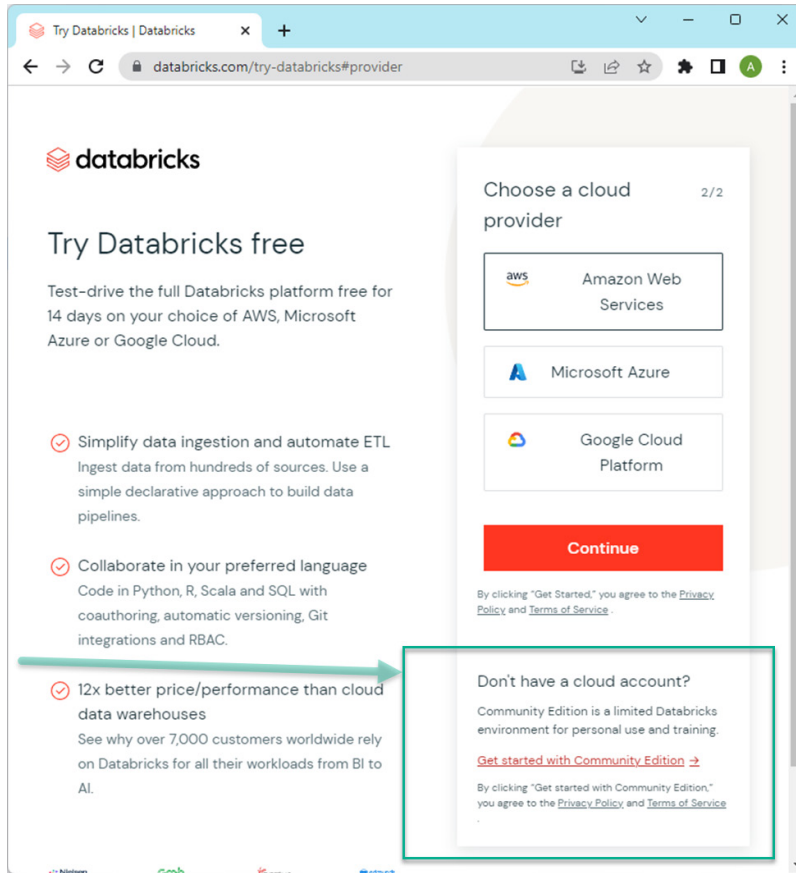 Try Databricks | Databricks
databricks.com/try-databricks#provider
A
databricks
Try Databricks free
Test-drive the full Databricks platform free for
14 days on your choice of AWS, Microsoft
Azure or Google Cloud.
Simplify data ingestion and automate ETL
Ingest data from hundreds of sources. Use a
simple declarative approach to build data
pipelines.
Collaborate in your preferred language
Code in Python, R, Scala and SQL with
coauthoring, automatic versioning, Git
integrations and RBAC.
12x better price/performance than cloud
data warehouses
See why over 7,000 customers worldwide rely
on Databricks for all their workloads from BI to
AI.
Choose a cloud
provider
2/2
aws
Amazon Web
Services
Microsoft Azure
Google Cloud
Platform
Continue
By clicking "Get Started," you agree to the Privacy
Policy and Terms of Service .
Don't have a cloud account?
Community Edition is a limited Databricks
environment for personal use and training.
Get started with Community Edition →
By clicking "Get started with Community Edition,"
you agree to the Privacy Policy and Terms of Service
.